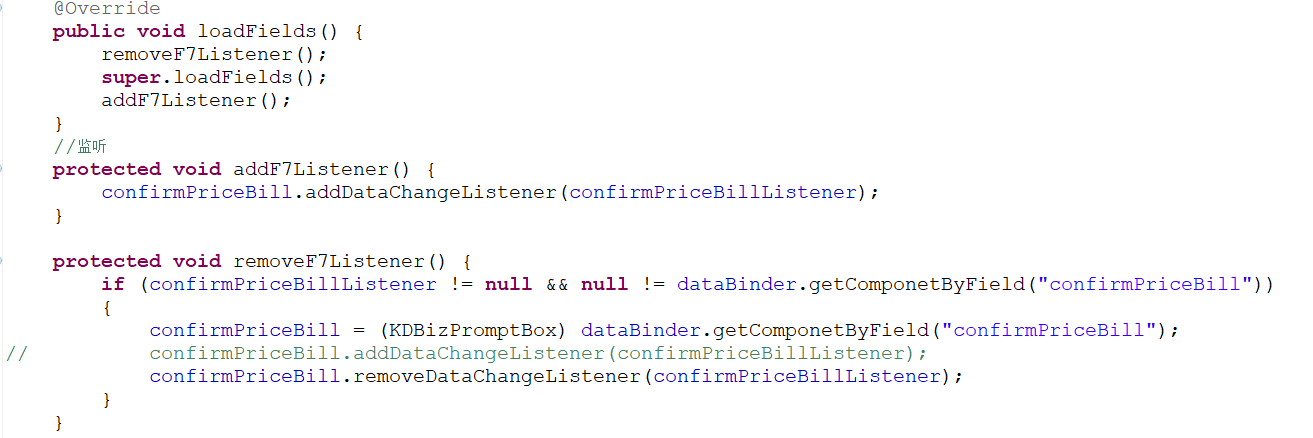 @Override
public void loadFields() {
removeF7Listener();
super.loadFields();
addF7Listener();
}
//监听
protected void addF7Listener() {
confirmPriceBill.addDataChangeListener(confirmPriceBillListener);
}
protected void removeF7Listener() {
if (confirmPriceBillListener != null && null != dataBinder.getComponetByField("confirmPriceBill"))
{
confirmPriceBill = (KDBizPromptBox) dataBinder.getComponetByField("confirmPriceBill");
// confirmPriceBill.addDataChangeListener(confirmPriceBillListener);
confirmPriceBill.removeDataChangeListener(confirmPriceBillListener);
}
}